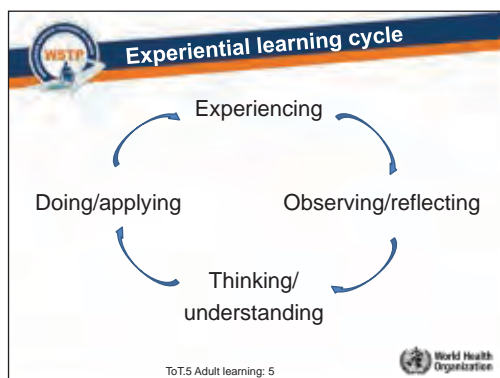 WSTP
Experiential learning cycle
Experiencing
Doing/applying
Observing/reflecting
Thinking/
understanding
ToT.5 Adult learning: 5
World Health
Organization